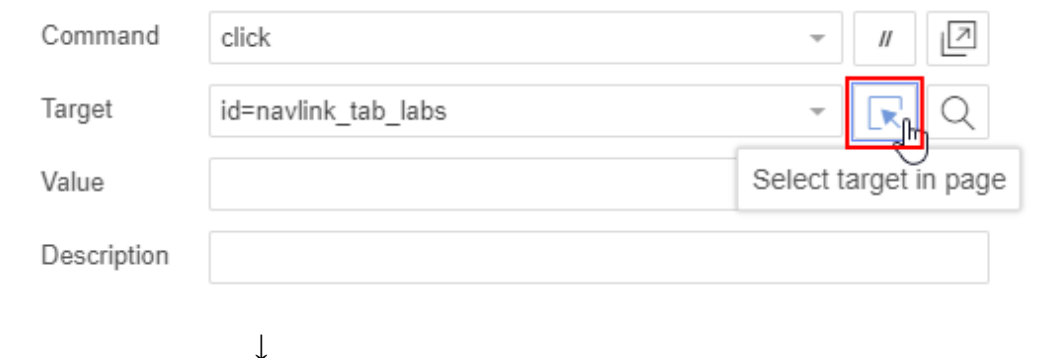 Command click //
Target id=navlink_tab_labs
Value Select target in page
Description
↓